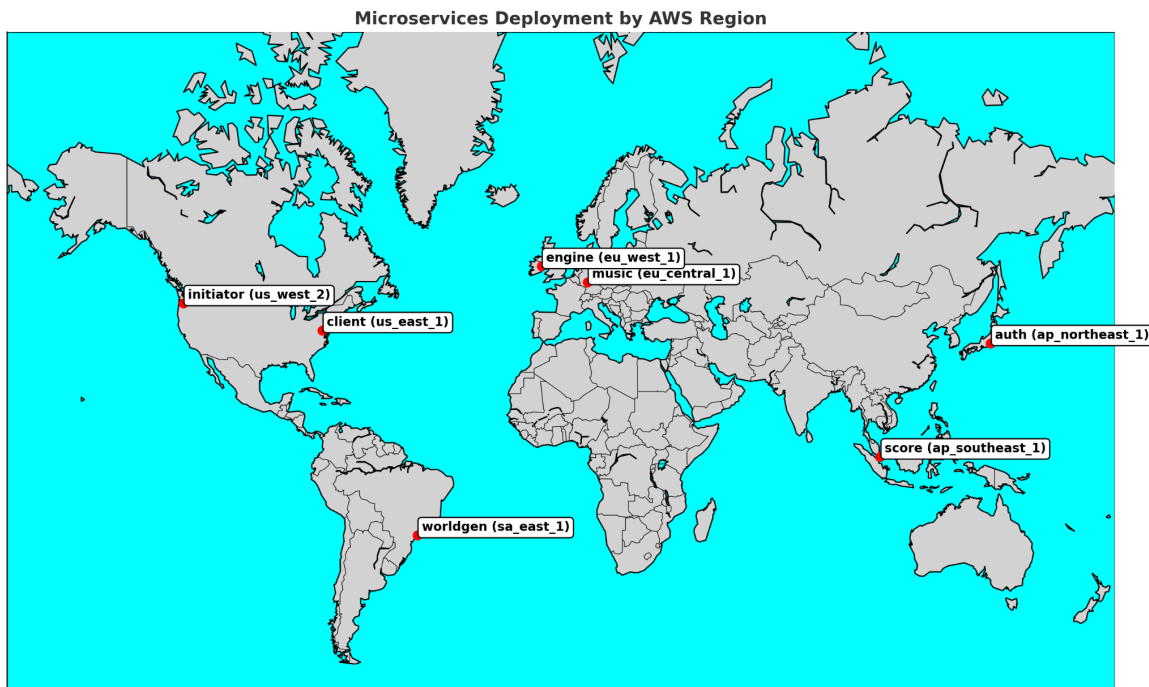 Microservices Deployment by AWS Region
engine (eu_west_1)
music (eu_central_1)
initiator (us_west_2)
client (us_east_1)
auth (ap_northeast_1)
score (ap_southeast_1)
worldgen (sa_east_1)